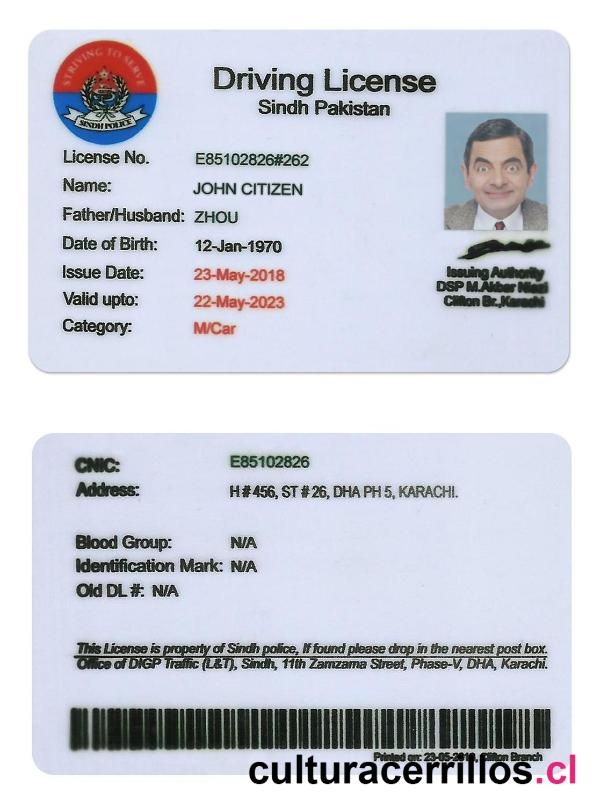 STRIVING TO SERVE
SINDH POLICE
Driving License
Sindh Pakistan
License No. E85102826#262
Name: JOHN CITIZEN
Father/Husband: ZHOU
Date of Birth: 12-Jan-1970
Issue Date: 23-May-2018
Valid upto: 22-May-2023
Category: M/Car
Issuing Authority
DSP M.Akber Niazi
Clifton Br.,Karachi
CNIC: E85102826
Address: H # 456, ST # 26, DHA PH 5, KARACHI.
Blood Group: N/A
Identification Mark: N/A
Old DL #: N/A
This License is property of Sindh police, If found please drop in the nearest post box.
Office of DIGP Traffic (L&T), Sindh, 11th Zamzama Street, Phase-V, DHA, Karachi.
Printed on: 23-05-2018, Clifton Branch
culturacerrillos.cl